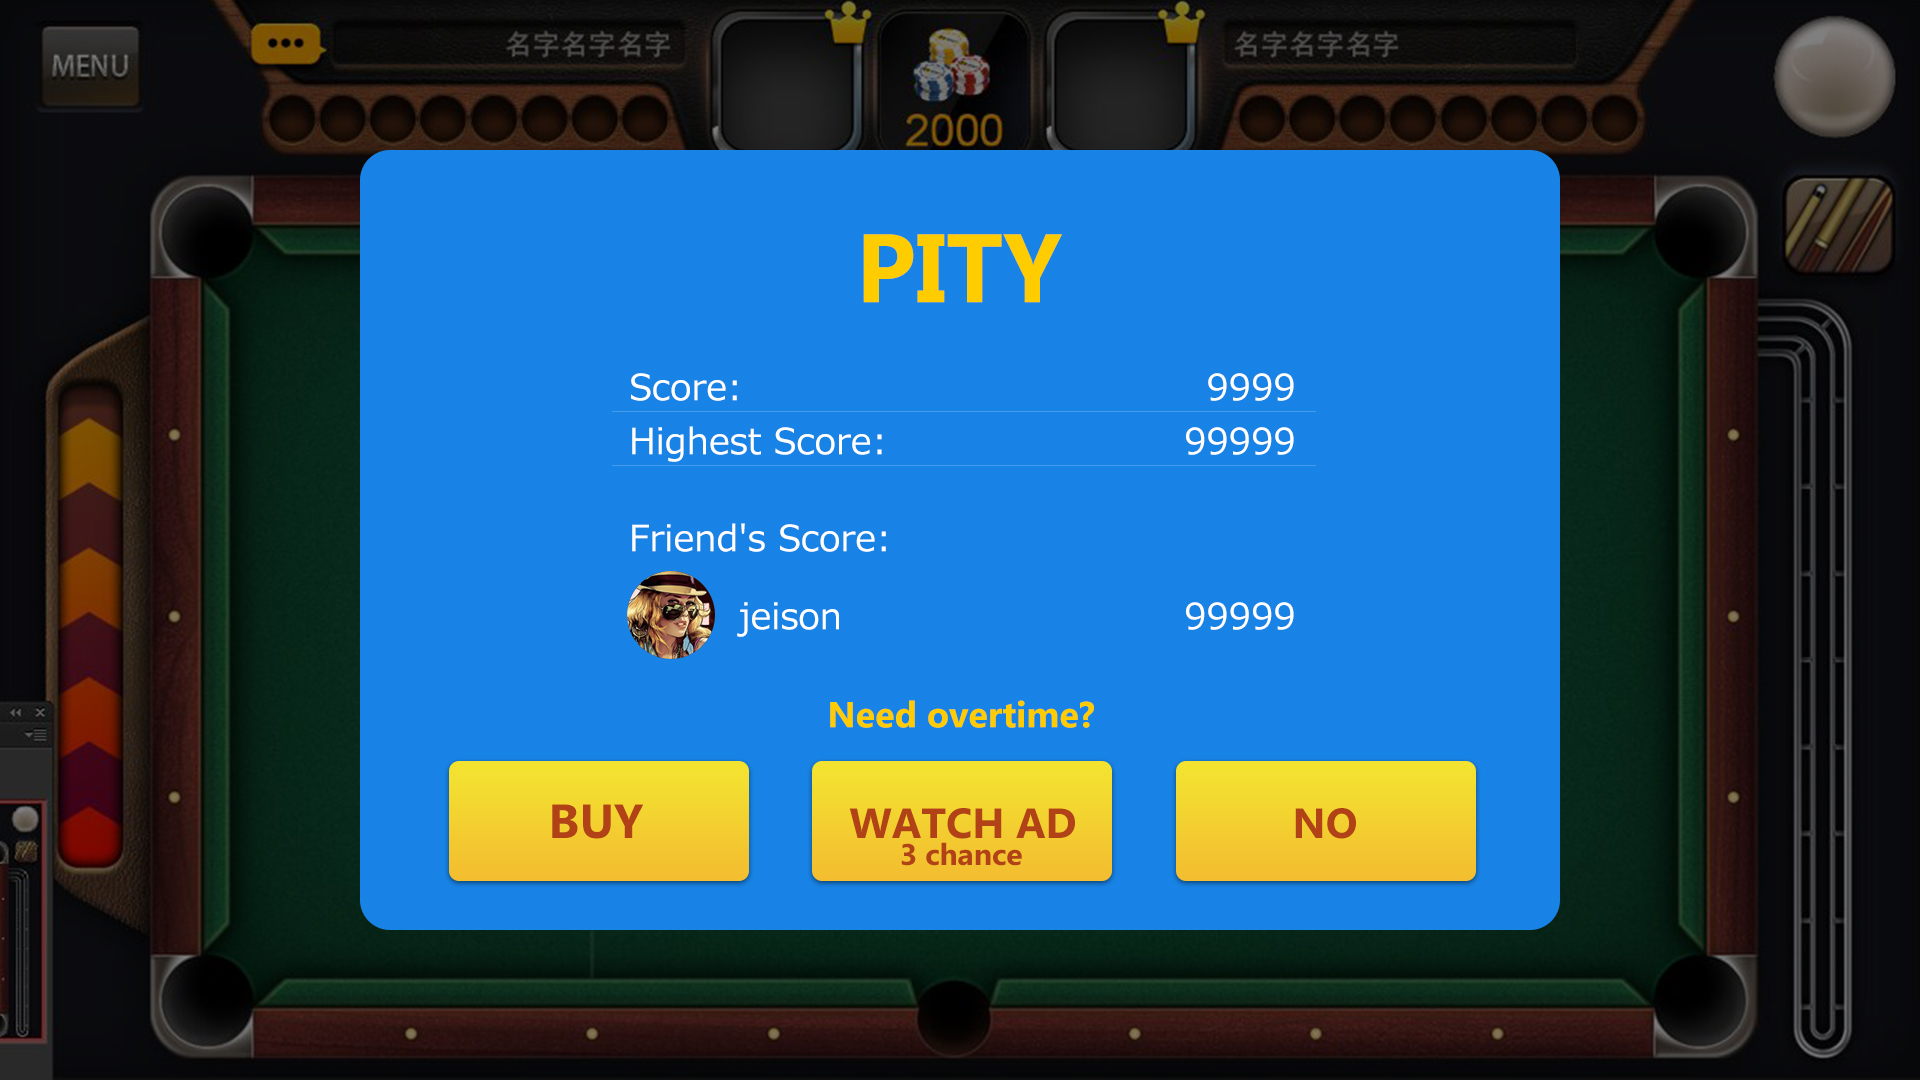 MENU
名字名字名字
2000
名字名字名字
PITY
Score: 9999
Highest Score: 99999
Friend's Score:
jeison 99999
Need overtime?
BUY
WATCH AD
3 chance
NO